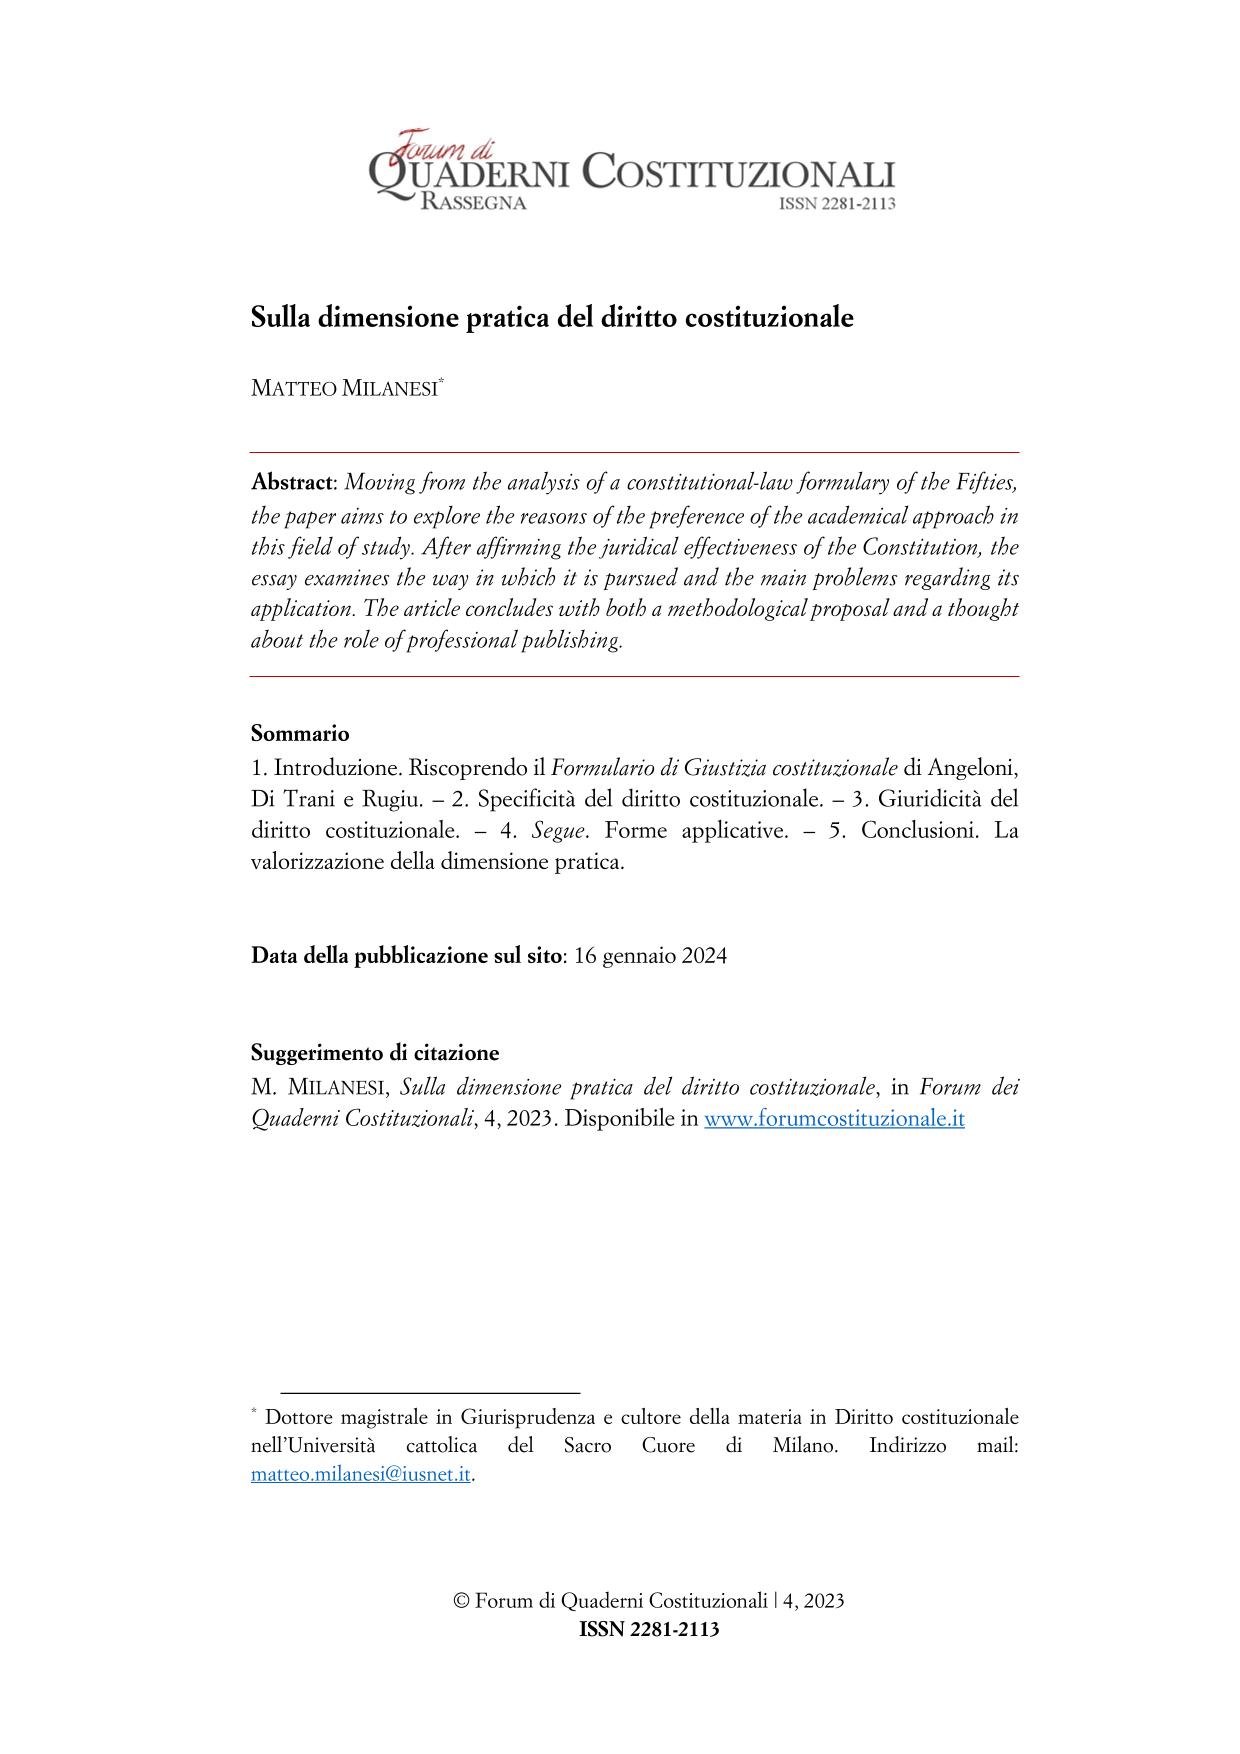 Forum di
QUADERNI COSTITUZIONALI
RASSEGNA ISSN 2281-2113
Sulla dimensione pratica del diritto costituzionale
MATTEO MILANESI*
Abstract: Moving from the analysis of a constitutional-law formulary of the Fifties,
the paper aims to explore the reasons of the preference of the academical approach in
this field of study. After affirming the juridical effectiveness of the Constitution, the
essay examines the way in which it is pursued and the main problems regarding its
application. The article concludes with both a methodological proposal and a thought
about the role of professional publishing.
Sommario
1. Introduzione. Riscoprendo il Formulario di Giustizia costituzionale di Angeloni,
Di Trani e Rugiu. – 2. Specificità del diritto costituzionale. – 3. Giuridicità del
diritto costituzionale. – 4. Segue. Forme applicative. – 5. Conclusioni. La
valorizzazione della dimensione pratica.
Data della pubblicazione sul sito: 16 gennaio 2024
Suggerimento di citazione
M. MILANESI, Sulla dimensione pratica del diritto costituzionale, in Forum dei
Quaderni Costituzionali, 4, 2023. Disponibile in www.forumcostituzionale.it
* Dottore magistrale in Giurisprudenza e cultore della materia in Diritto costituzionale
nell'Università cattolica del Sacro Cuore di Milano. Indirizzo mail:
matteo.milanesi@iusnet.it.
© Forum di Quaderni Costituzionali | 4, 2023
ISSN 2281-2113